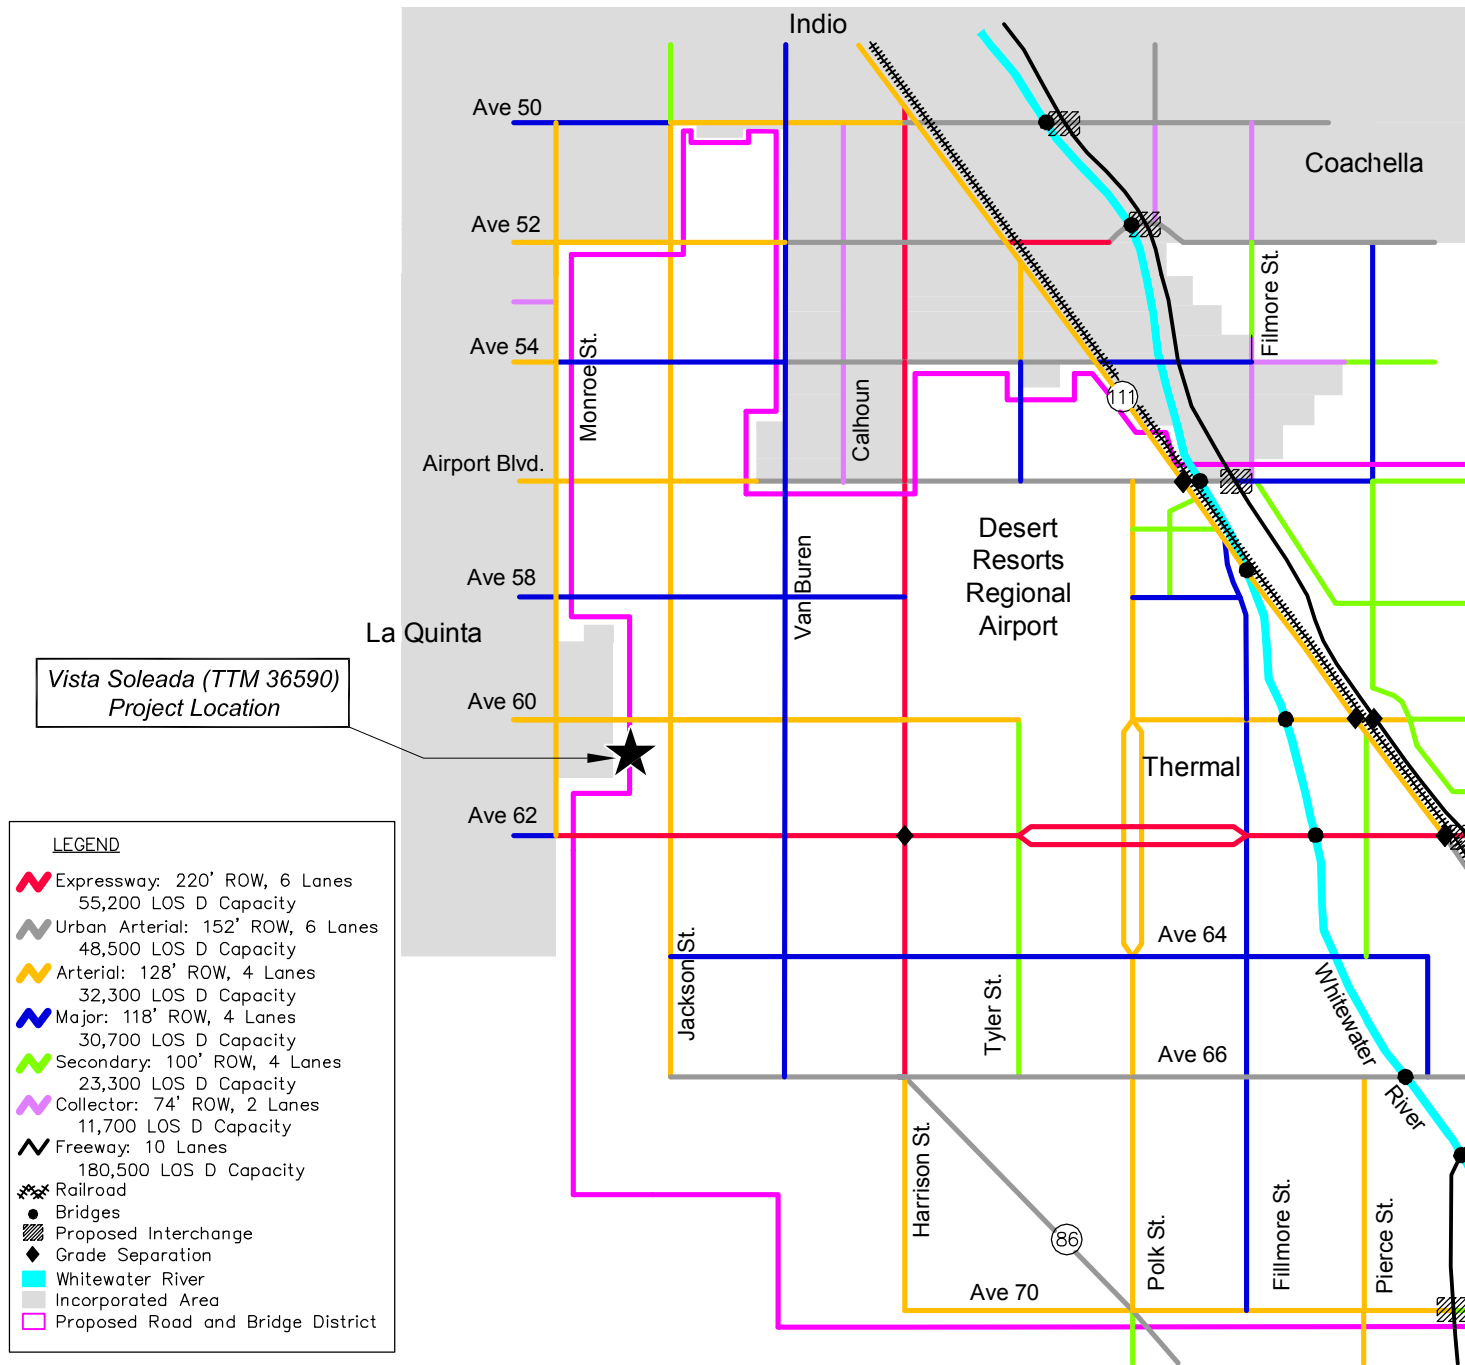 Indio
Ave 50
Coachella
Ave 52
Filmore St.
Ave 54
Monroe St.
111
Calhoun
Airport Blvd.
Desert
Resorts
Regional
Airport
Van Buren
Ave 58
La Quinta
Vista Soleada (TTM 36590)
Project Location
Ave 60
Thermal
Ave 62
LEGEND
Expressway: 220' ROW, 6 Lanes
55,200 LOS D Capacity
Urban Arterial: 152' ROW, 6 Lanes
48,500 LOS D Capacity
Arterial: 128' ROW, 4 Lanes
32,300 LOS D Capacity
Major: 118' ROW, 4 Lanes
30,700 LOS D Capacity
Secondary: 100' ROW, 4 Lanes
23,300 LOS D Capacity
Collector: 74' ROW, 2 Lanes
11,700 LOS D Capacity
Freeway: 10 Lanes
180,500 LOS D Capacity
Railroad
Bridges
Proposed Interchange
Grade Separation
Whitewater River
Incorporated Area
Proposed Road and Bridge District
Ave 64
Jackson St.
Tyler St.
Whitewater
River
Ave 66
Harrison St.
86
Polk St.
Fillmore St.
Pierce St.
Ave 70